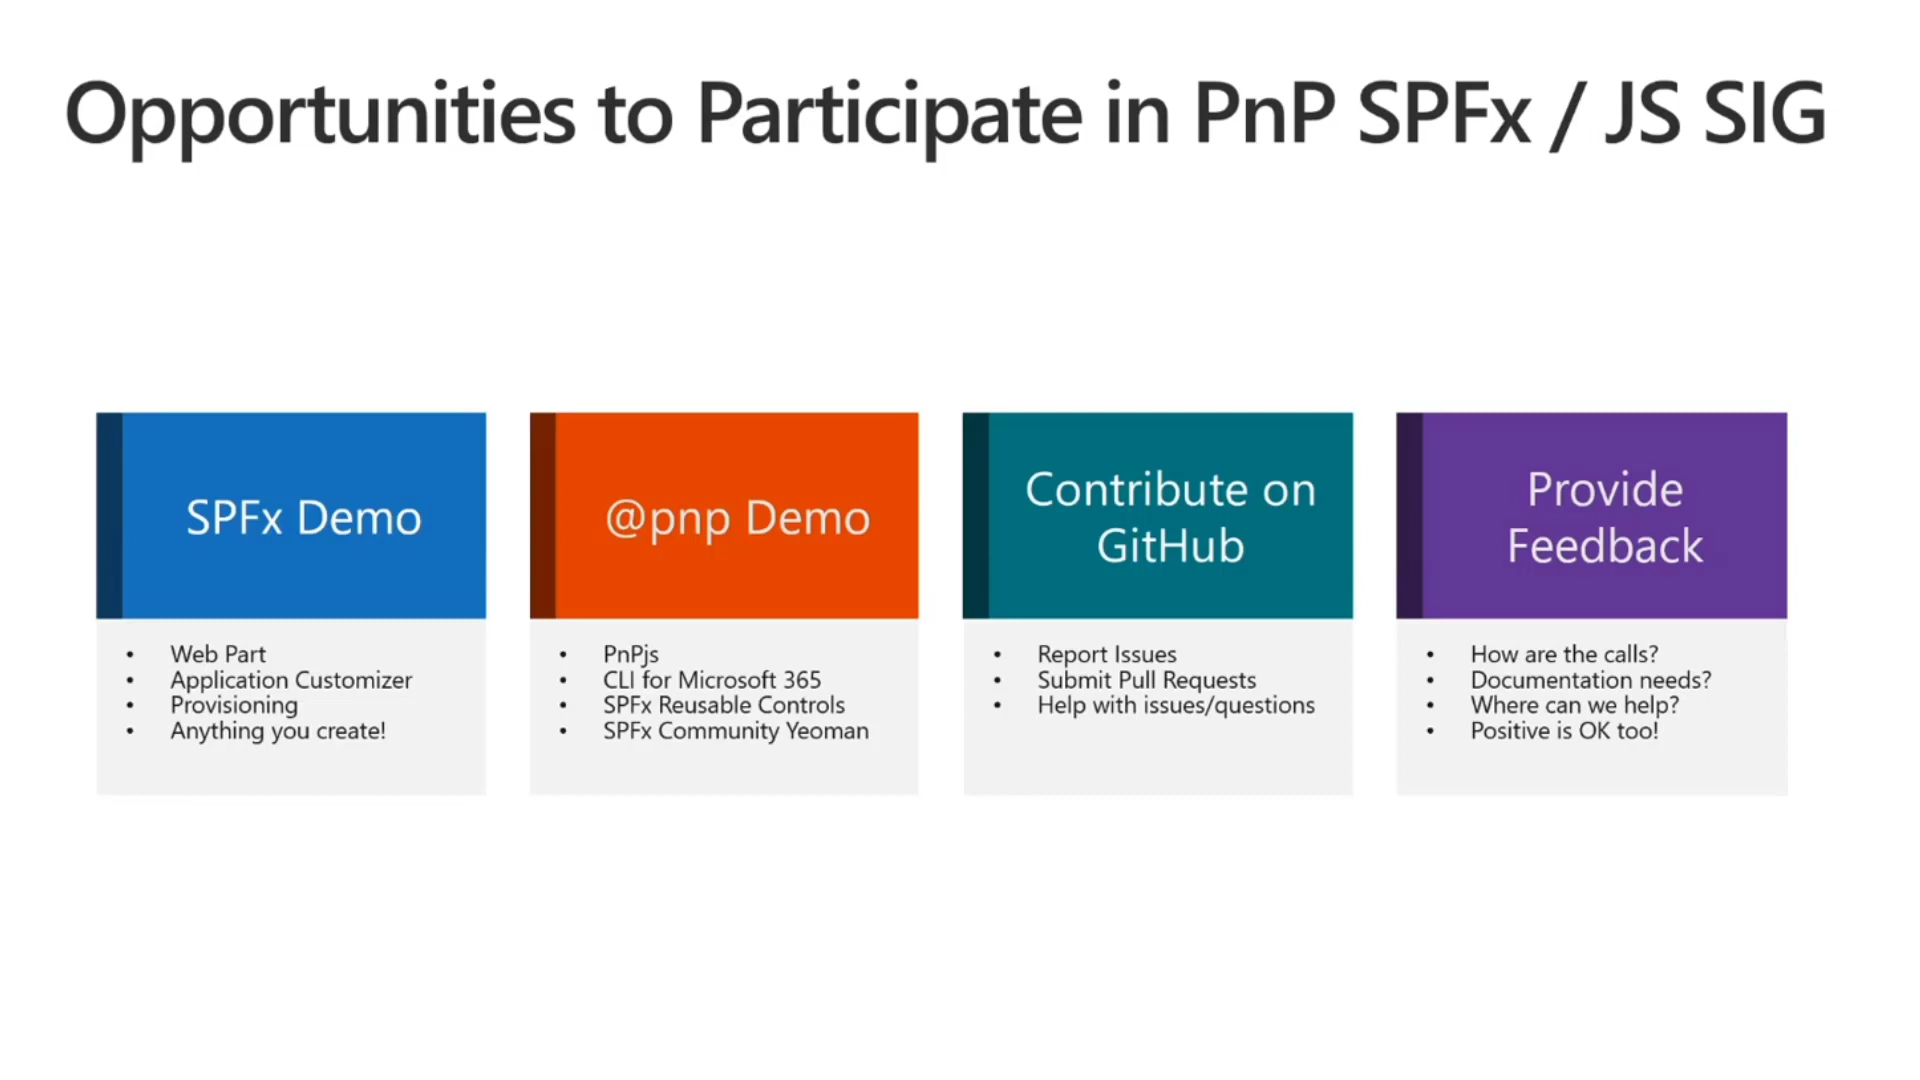 Opportunities to Participate in PnP SPFx / JS SIG
SPFx Demo
• Web Part
• Application Customizer
• Provisioning
• Anything you create!
@pnp Demo
• PnPjs
• CLI for Microsoft 365
• SPFx Reusable Controls
• SPFx Community Yeoman
Contribute on
GitHub
• Report Issues
• Submit Pull Requests
• Help with issues/questions
Provide
Feedback
• How are the calls?
• Documentation needs?
• Where can we help?
• Positive is OK too!